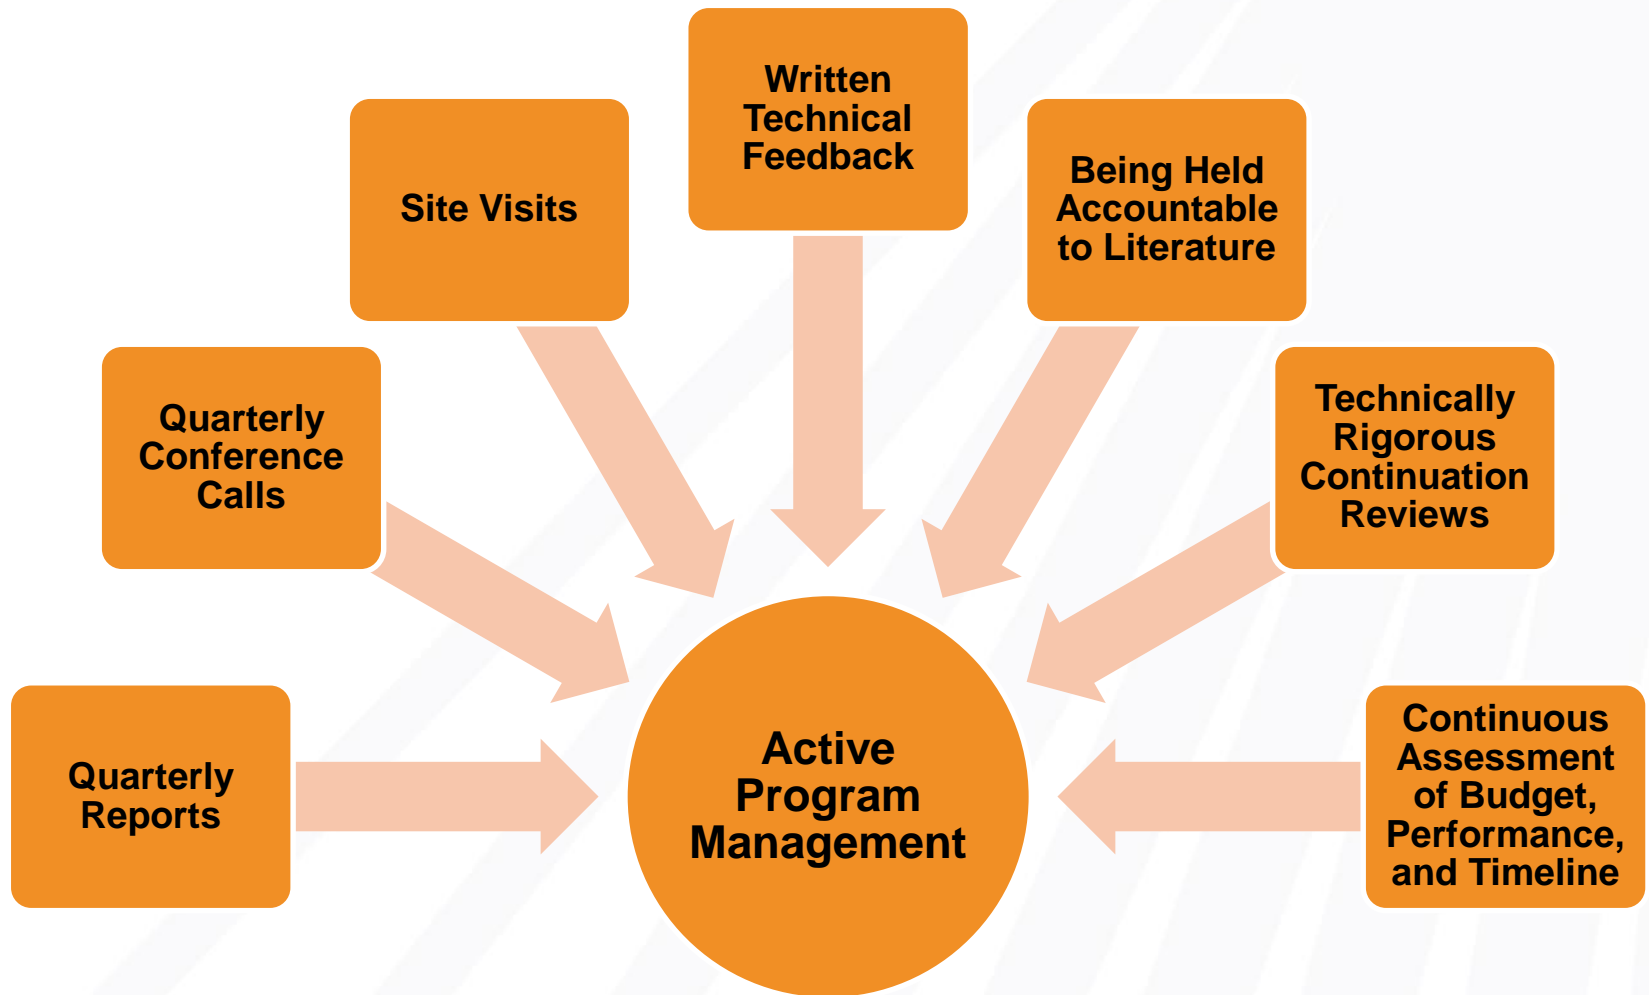 Written
Technical
Feedback
Site Visits
Being Held
Accountable
to Literature
Quarterly
Conference
Calls
Technically
Rigorous
Continuation
Reviews
Quarterly
Reports
Active
Program
Management
Continuous
Assessment
of Budget,
Performance,
and Timeline